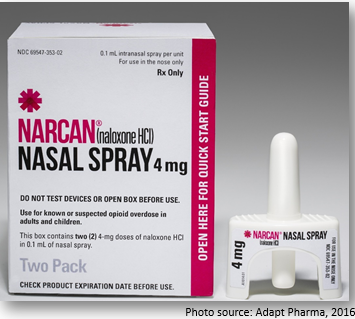 NDC 69547-353-02
0.1 mL intranasal spray per unit
For use in the nose only
Rx Only
NARCAN® (naloxone HCl)
NASAL SPRAY 4 mg
DO NOT TEST DEVICES OR OPEN BOX BEFORE USE.
Use for known or suspected opioid overdose in
adults and children.
This box contains two (2) 4-mg doses of naloxone HCl
in 0.1 mL of nasal spray.
Two Pack
CHECK PRODUCT EXPIRATION DATE BEFORE USE.
OPEN HERE FOR QUICK START GUIDE
NARCAN® NASAL SPRAY
(naloxone HCl)
4 mg
Photo source: Adapt Pharma, 2016